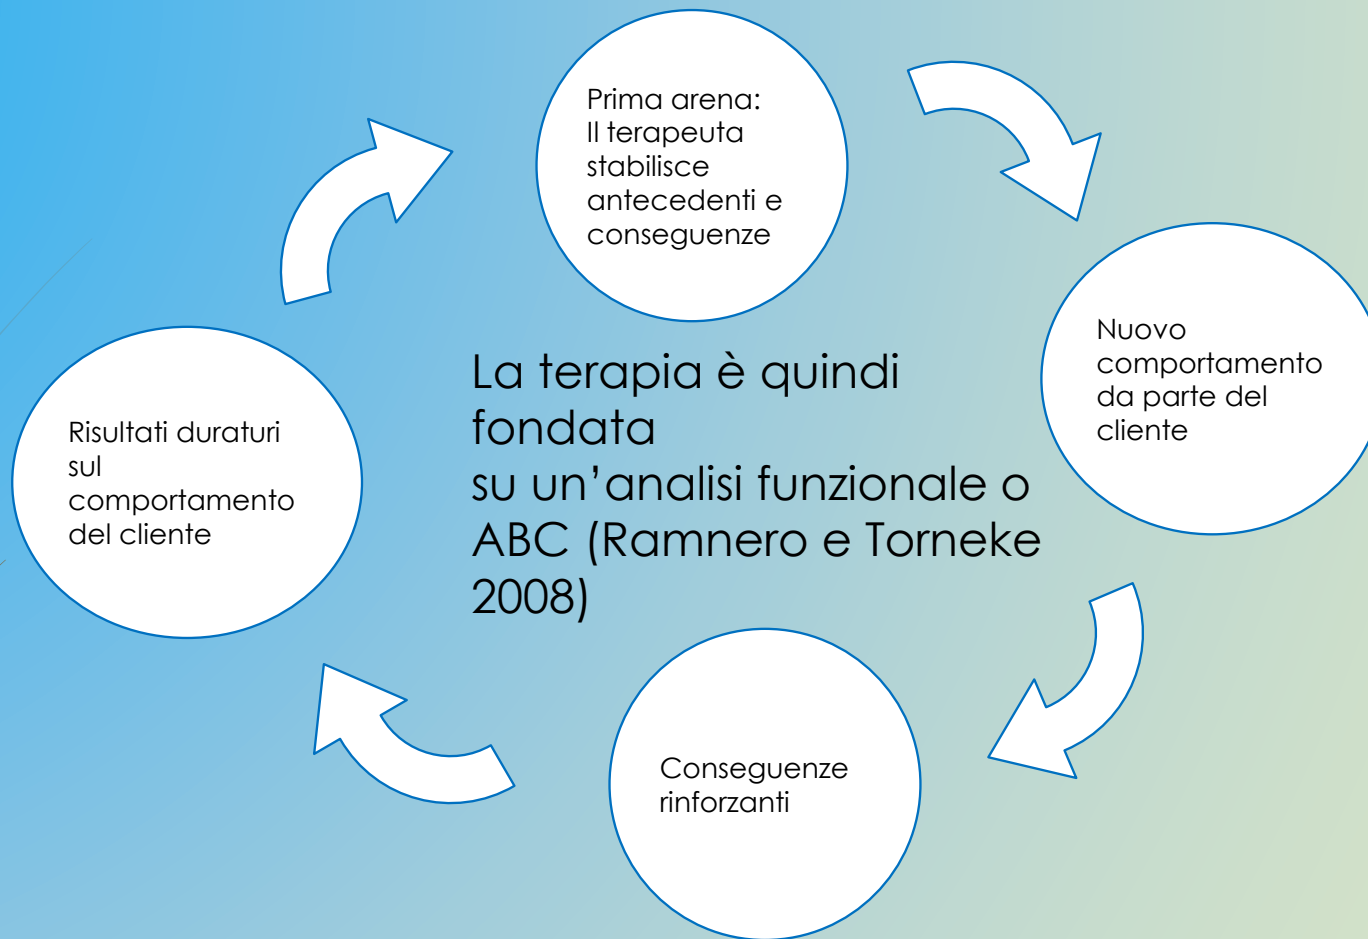 Prima arena:
Il terapeuta
stabilisce
antecedenti e
conseguenze
Nuovo
comportamento
da parte del
cliente
Conseguenze
rinforzanti
Risultati duraturi
sul
comportamento
del cliente
La terapia è quindi
fondata
su un’analisi funzionale o
ABC (Ramnero e Torneke
2008)